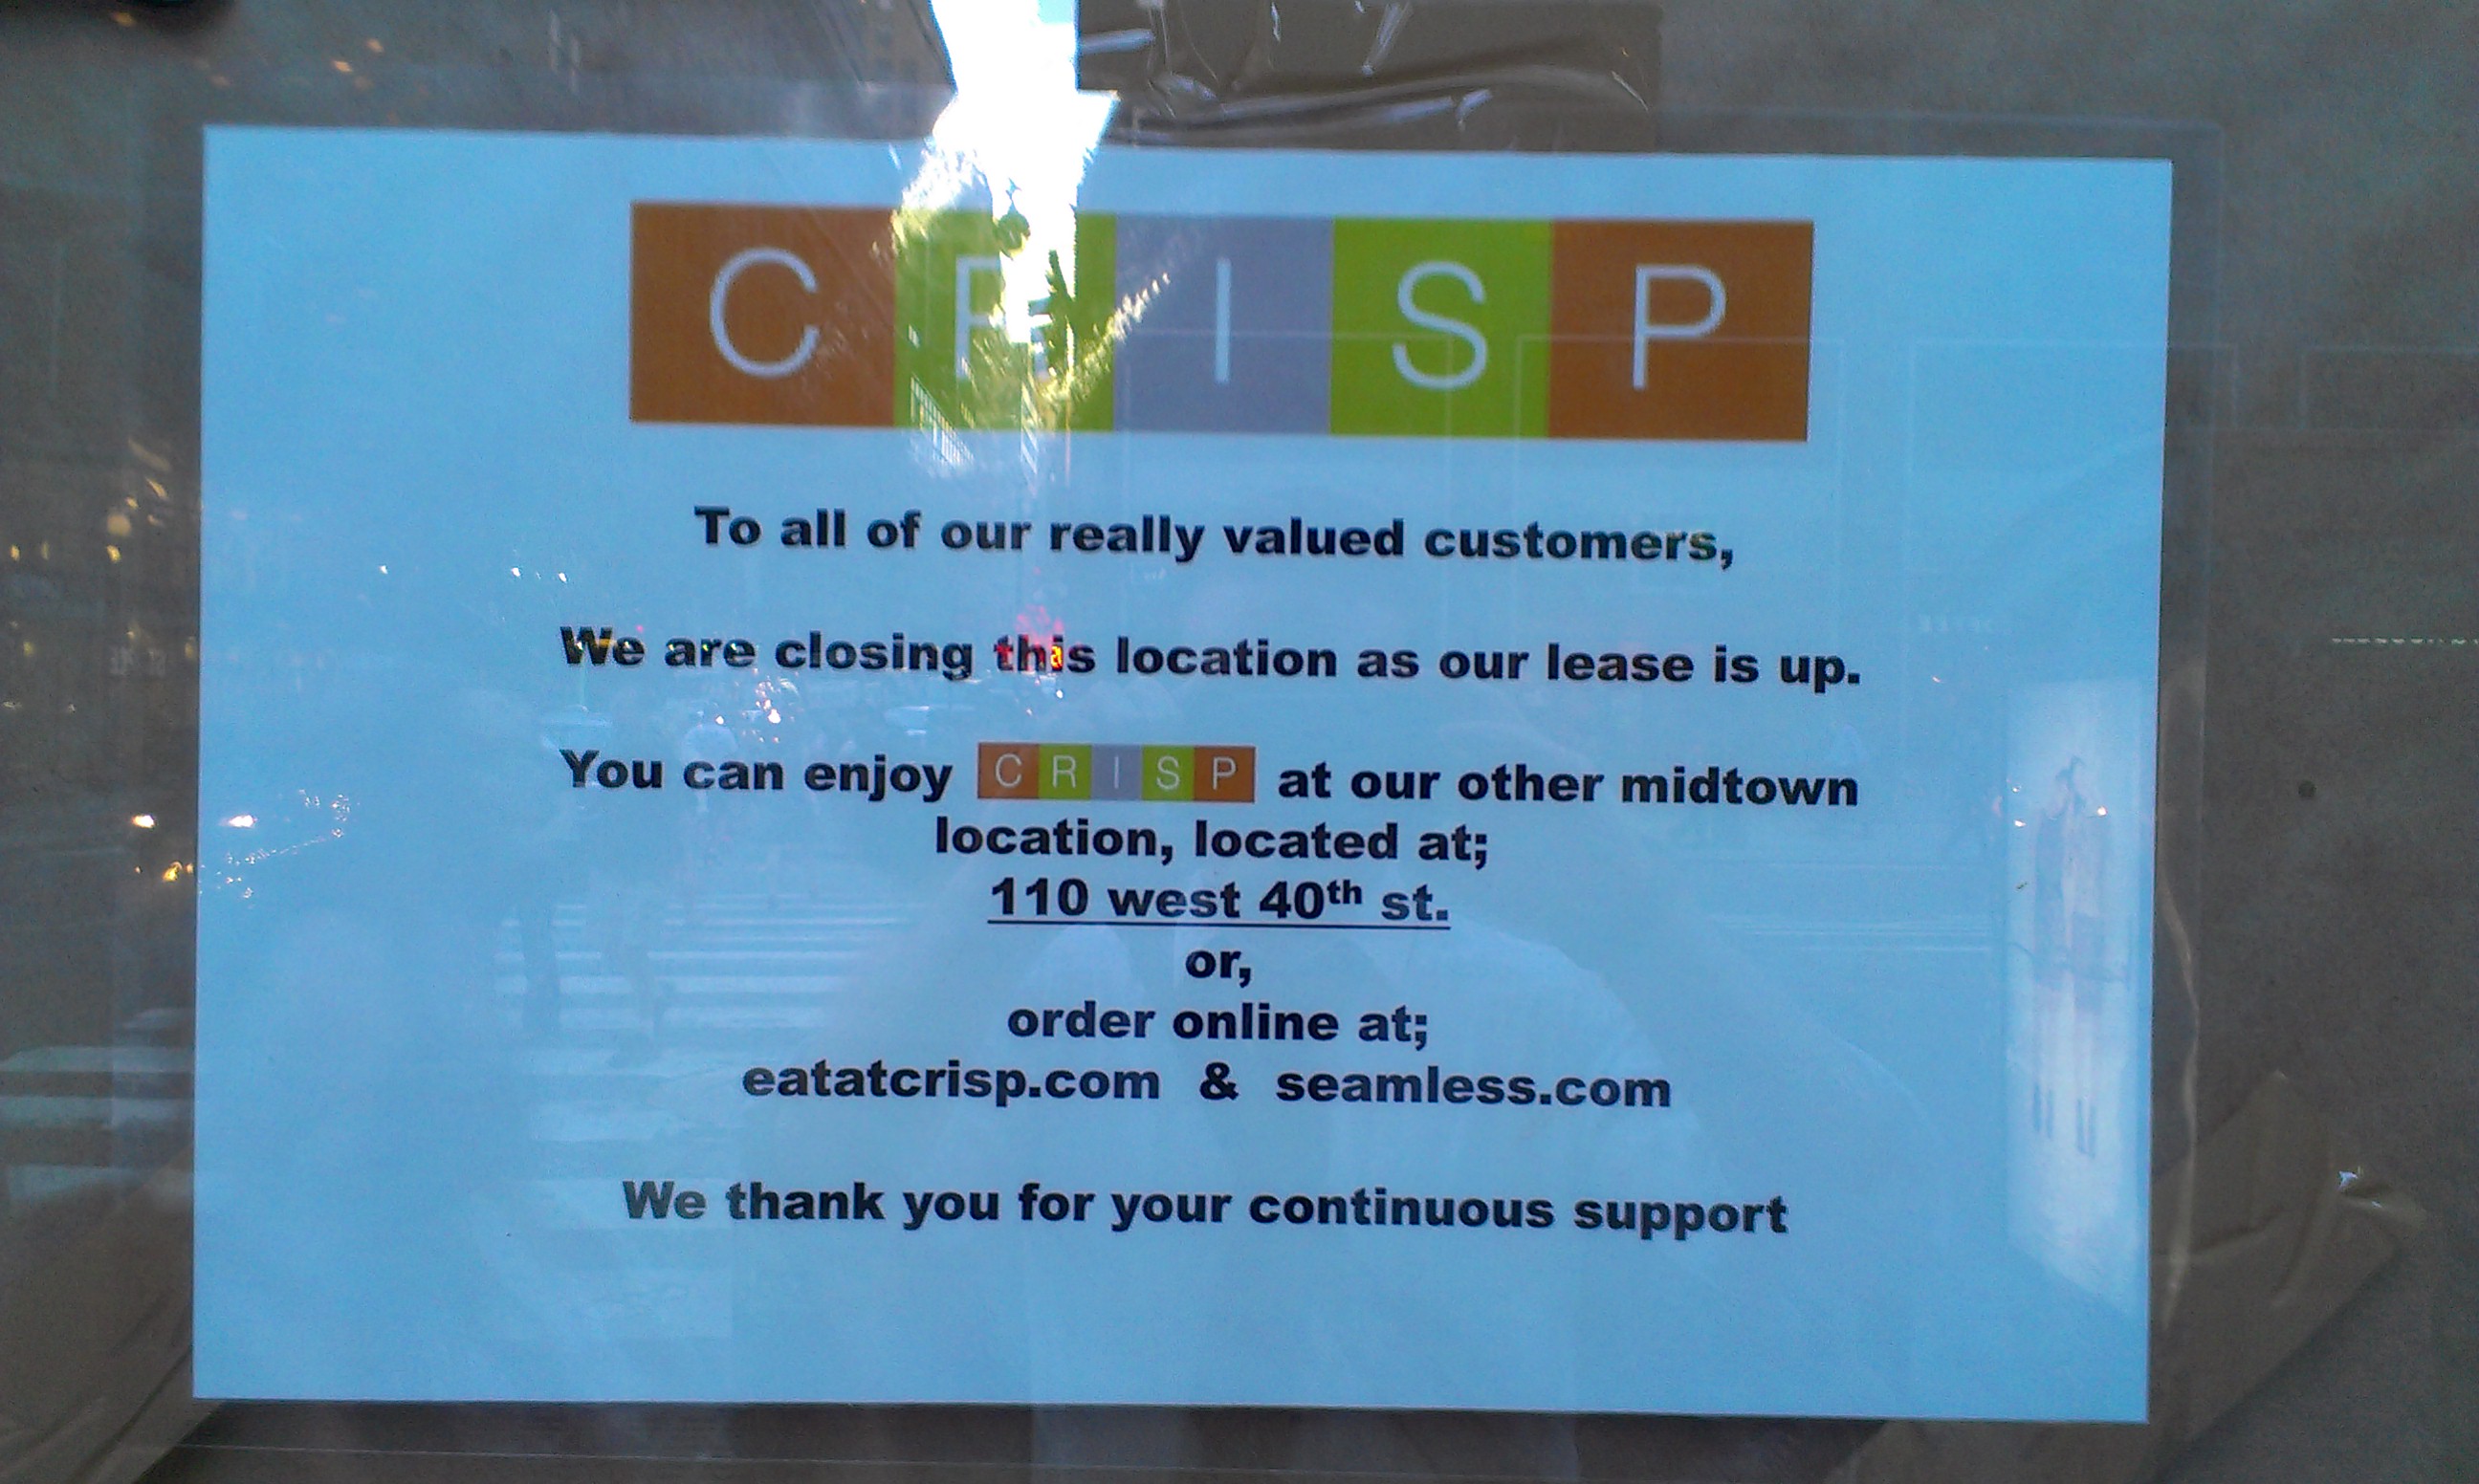 CRISP
To all of our really valued customers,
We are closing this location as our lease is up.
You can enjoy CRISP at our other midtown
location, located at;
110 west 40th st.
or,
order online at;
eatatcrisp.com & seamless.com
We thank you for your continuous support